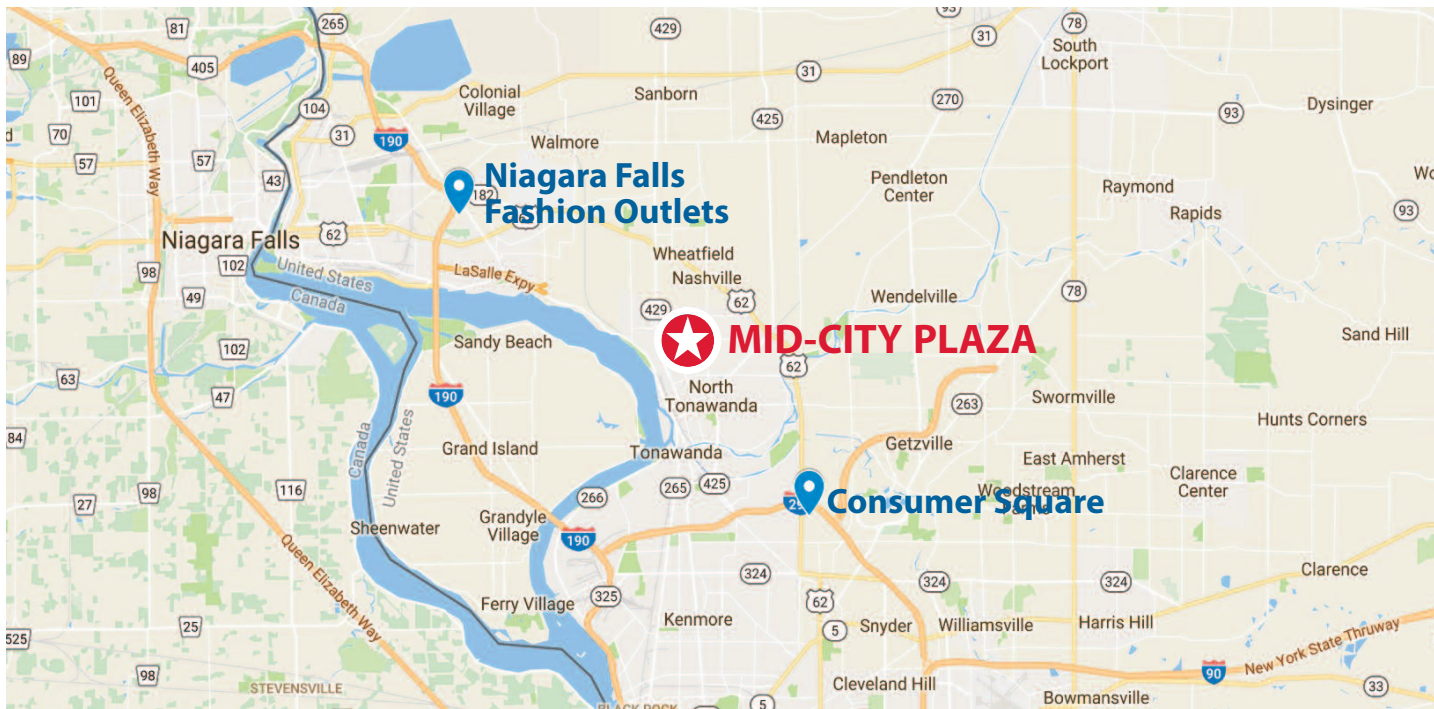 265
93
81
429
78
31
South
Lockport
89
405
31
Queen Elizabeth Way
101
104
Colonial
Village
Sanborn
270
Dysinger
425
93
70
31
190
Mapleton
57
57
Walmore
43
Niagara Falls
Fashion Outlets
182
Pendleton
Center
Raymond
Rapids
93
62
Niagara Falls
Wheatfield
Nashville
102
98
United States
Canada
LaSalle Expy
49
429
62
Wendelville
78
MID-CITY PLAZA
Sandy Beach
102
Sand Hill
62
63
190
47
North
Tonawanda
263
Swormville
Hunts Corners
84
Canada
United States
Grand Island
Tonawanda
Getzville
East Amherst
Clarence
Center
116
98
27
266
265
425
Consumer Square
Sheenwater
Grandyle
Village
190
Queen Elizabeth Way
324
324
324
Clarence
Ferry Village
325
Kenmore
62
5
Snyder
Williamsville
Harris Hill
25
525
New York State Thruway
98
90
STEVENSVILLE
Cleveland Hill
33
Bowmansville
5
BLACK ROCK